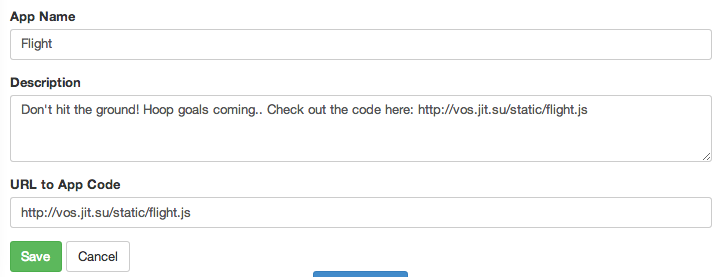 App Name
Flight
Description
Don't hit the ground! Hoop goals coming.. Check out the code here: http://vos.jit.su/static/flight.js
URL to App Code
http://vos.jit.su/static/flight.js
Save Cancel